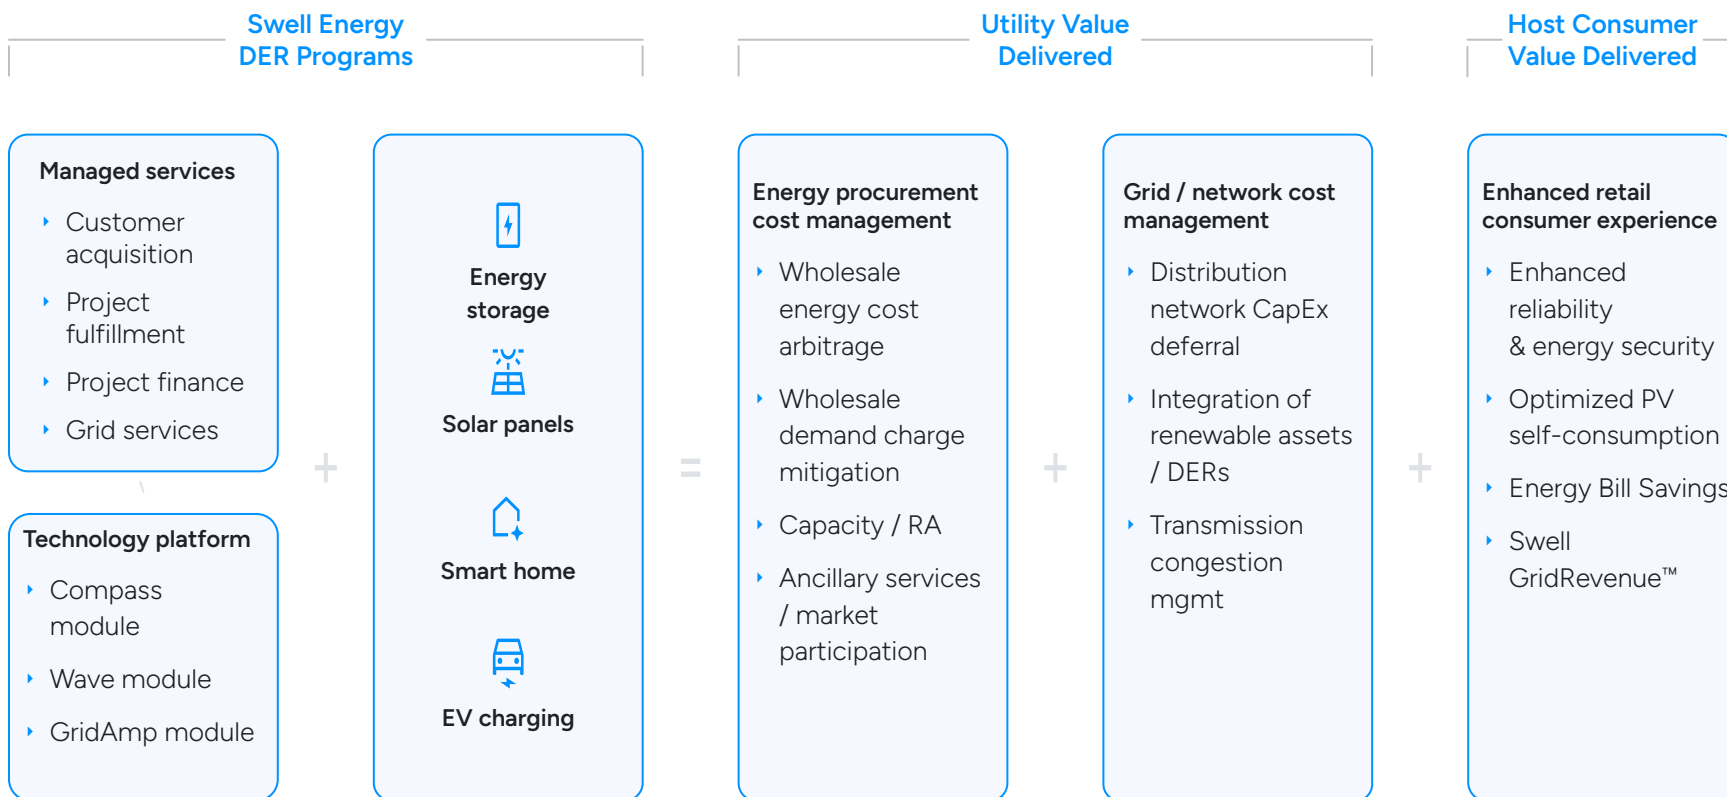 Swell Energy
DER Programs
Utility Value
Delivered
Host Consumer
Value Delivered
Managed services
Customer
acquisition
Project
fulfillment
Project finance
Grid services
+
Technology platform
Compass
module
Wave module
GridAmp module
Energy
storage
Solar panels
Smart home
EV charging
=
Energy procurement
cost management
Wholesale
energy cost
arbitrage
Wholesale
demand charge
mitigation
Capacity / RA
Ancillary services
/ market
participation
+
Grid / network cost
management
Distribution
network CapEx
deferral
Integration of
renewable assets
/ DERs
Transmission
congestion
mgmt
+
Enhanced retail
consumer experience
Enhanced
reliability
& energy security
Optimized PV
self-consumption
Energy Bill Savings
Swell
GridRevenue™